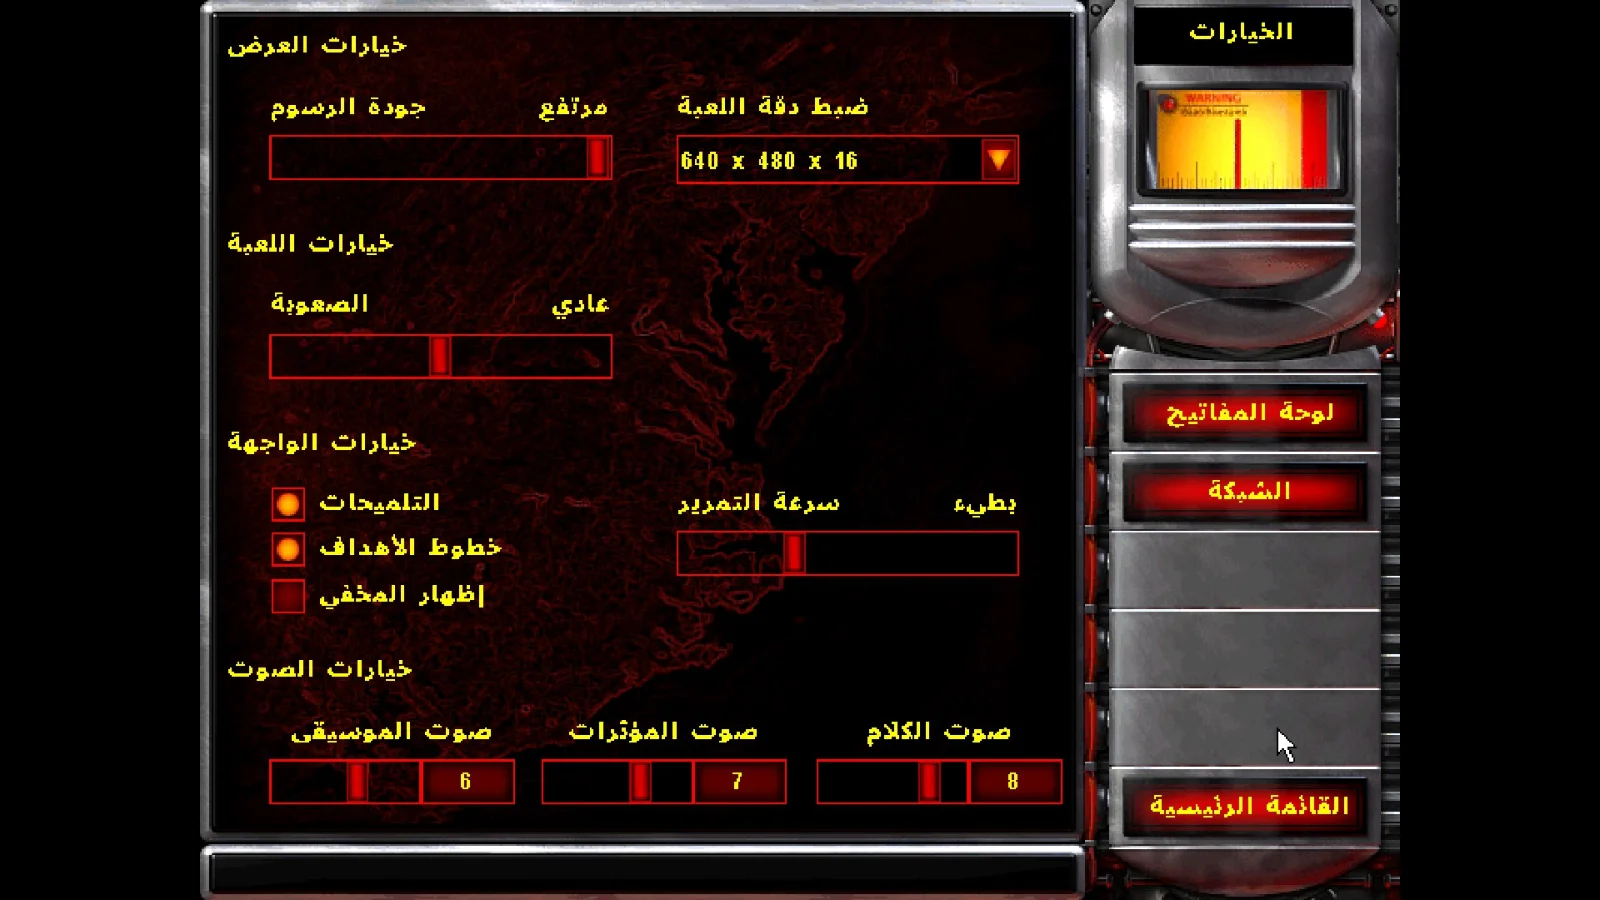 الخيارات
WARNING
خيارات العرض
جودة الرسوم
مرتفع
ضبط دقة اللعبة
640 x 480 x 16
خيارات اللعبة
الصعوبة
عادي
خيارات الواجهة
التلميحات
خطوط الأهداف
إظهار المخفي
سرعة التمرير
بطيء
خيارات الصوت
صوت الموسيقى
6
صوت المؤثرات
7
صوت الكلام
8
لوحة المفاتيح
الشبكة
القائمة الرئيسية